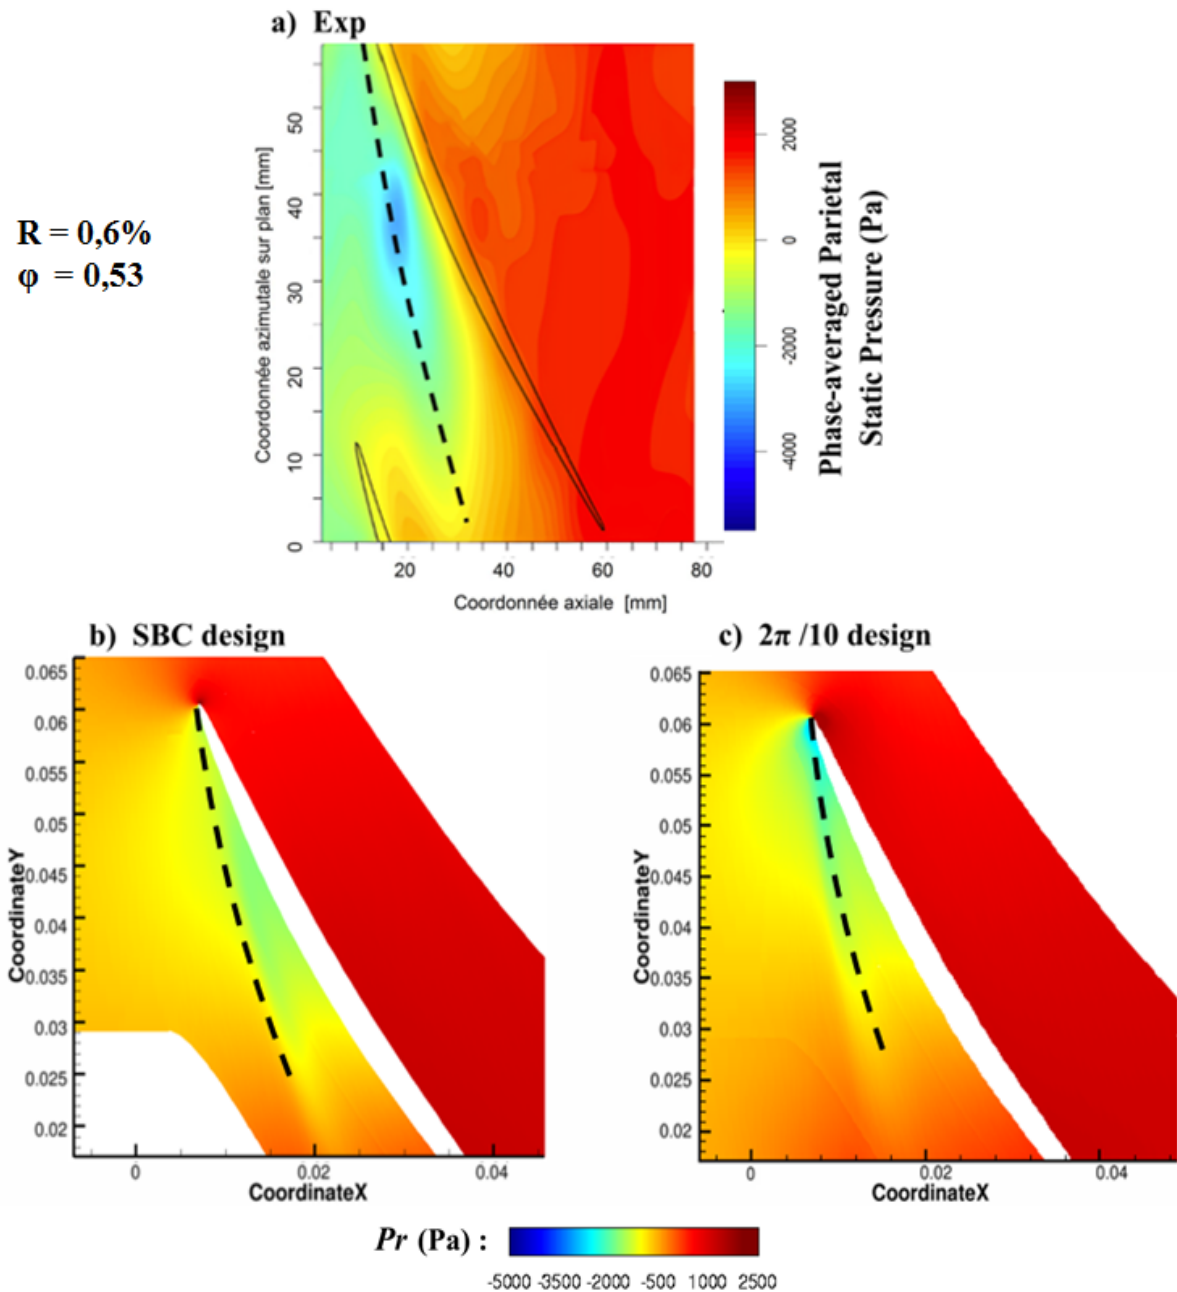 a) Exp
R = 0,6%
φ = 0,53
Coordonnée azimutale sur plan [mm]
50
40
30
20
10
0
20
40
60
80
Coordonnée axiale [mm]
2000
0
-2000
-4000
Phase-averaged Parietal
Static Pressure (Pa)
b) SBC design
0.065
0.06
0.055
0.05
0.045
0.04
0.035
0.03
0.025
0.02
CoordinateY
0
0.02
0.04
CoordinateX
c) 2π /10 design
0.065
0.06
0.055
0.05
0.045
0.04
0.035
0.03
0.025
0.02
CoordinateY
0
0.02
0.04
CoordinateX
Pr (Pa) :
-5000 -3500 -2000 -500 1000 2500